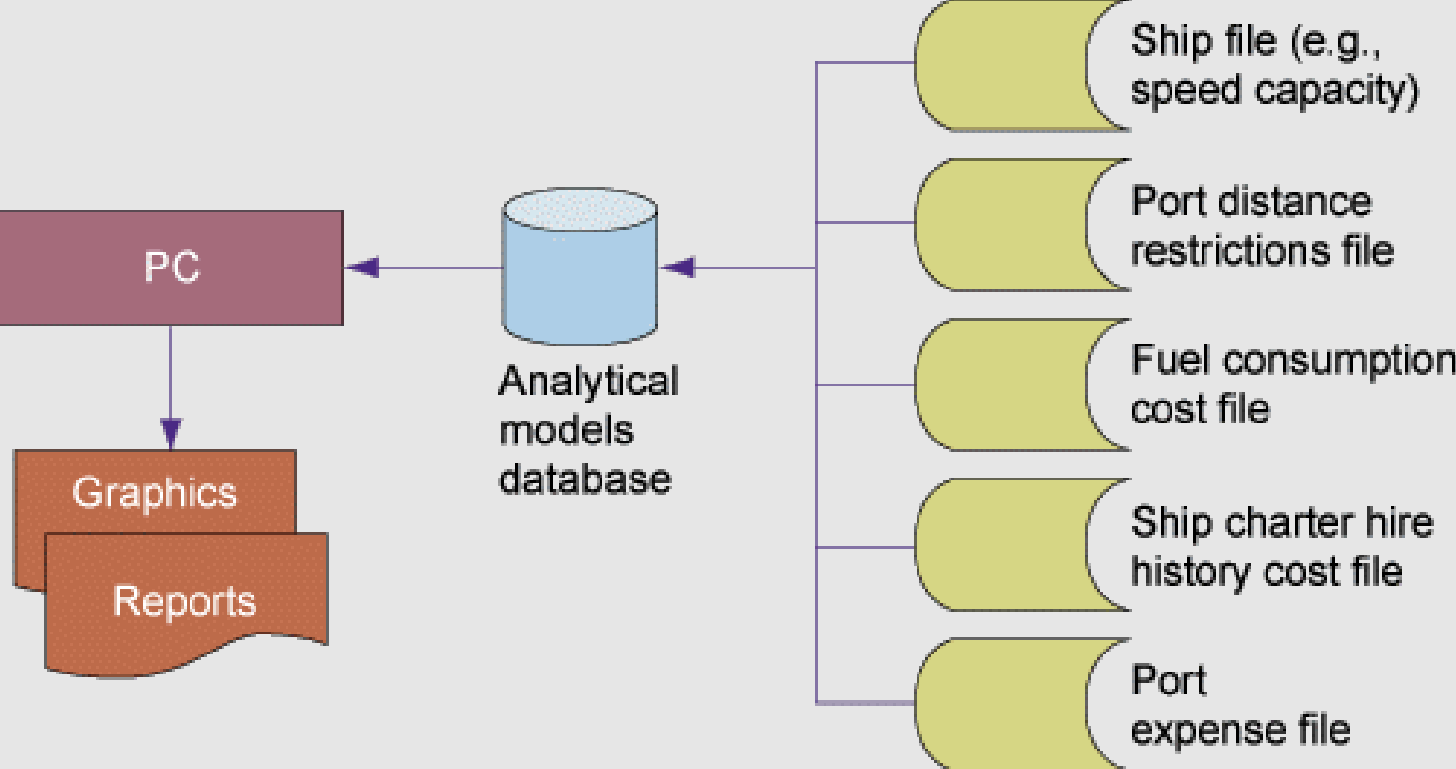 Ship file (e.g.,
speed capacity)
Port distance
restrictions file
PC
Fuel consumption
cost file
Analytical
models
database
Graphics
Reports
Ship charter hire
history cost file
Port
expense file